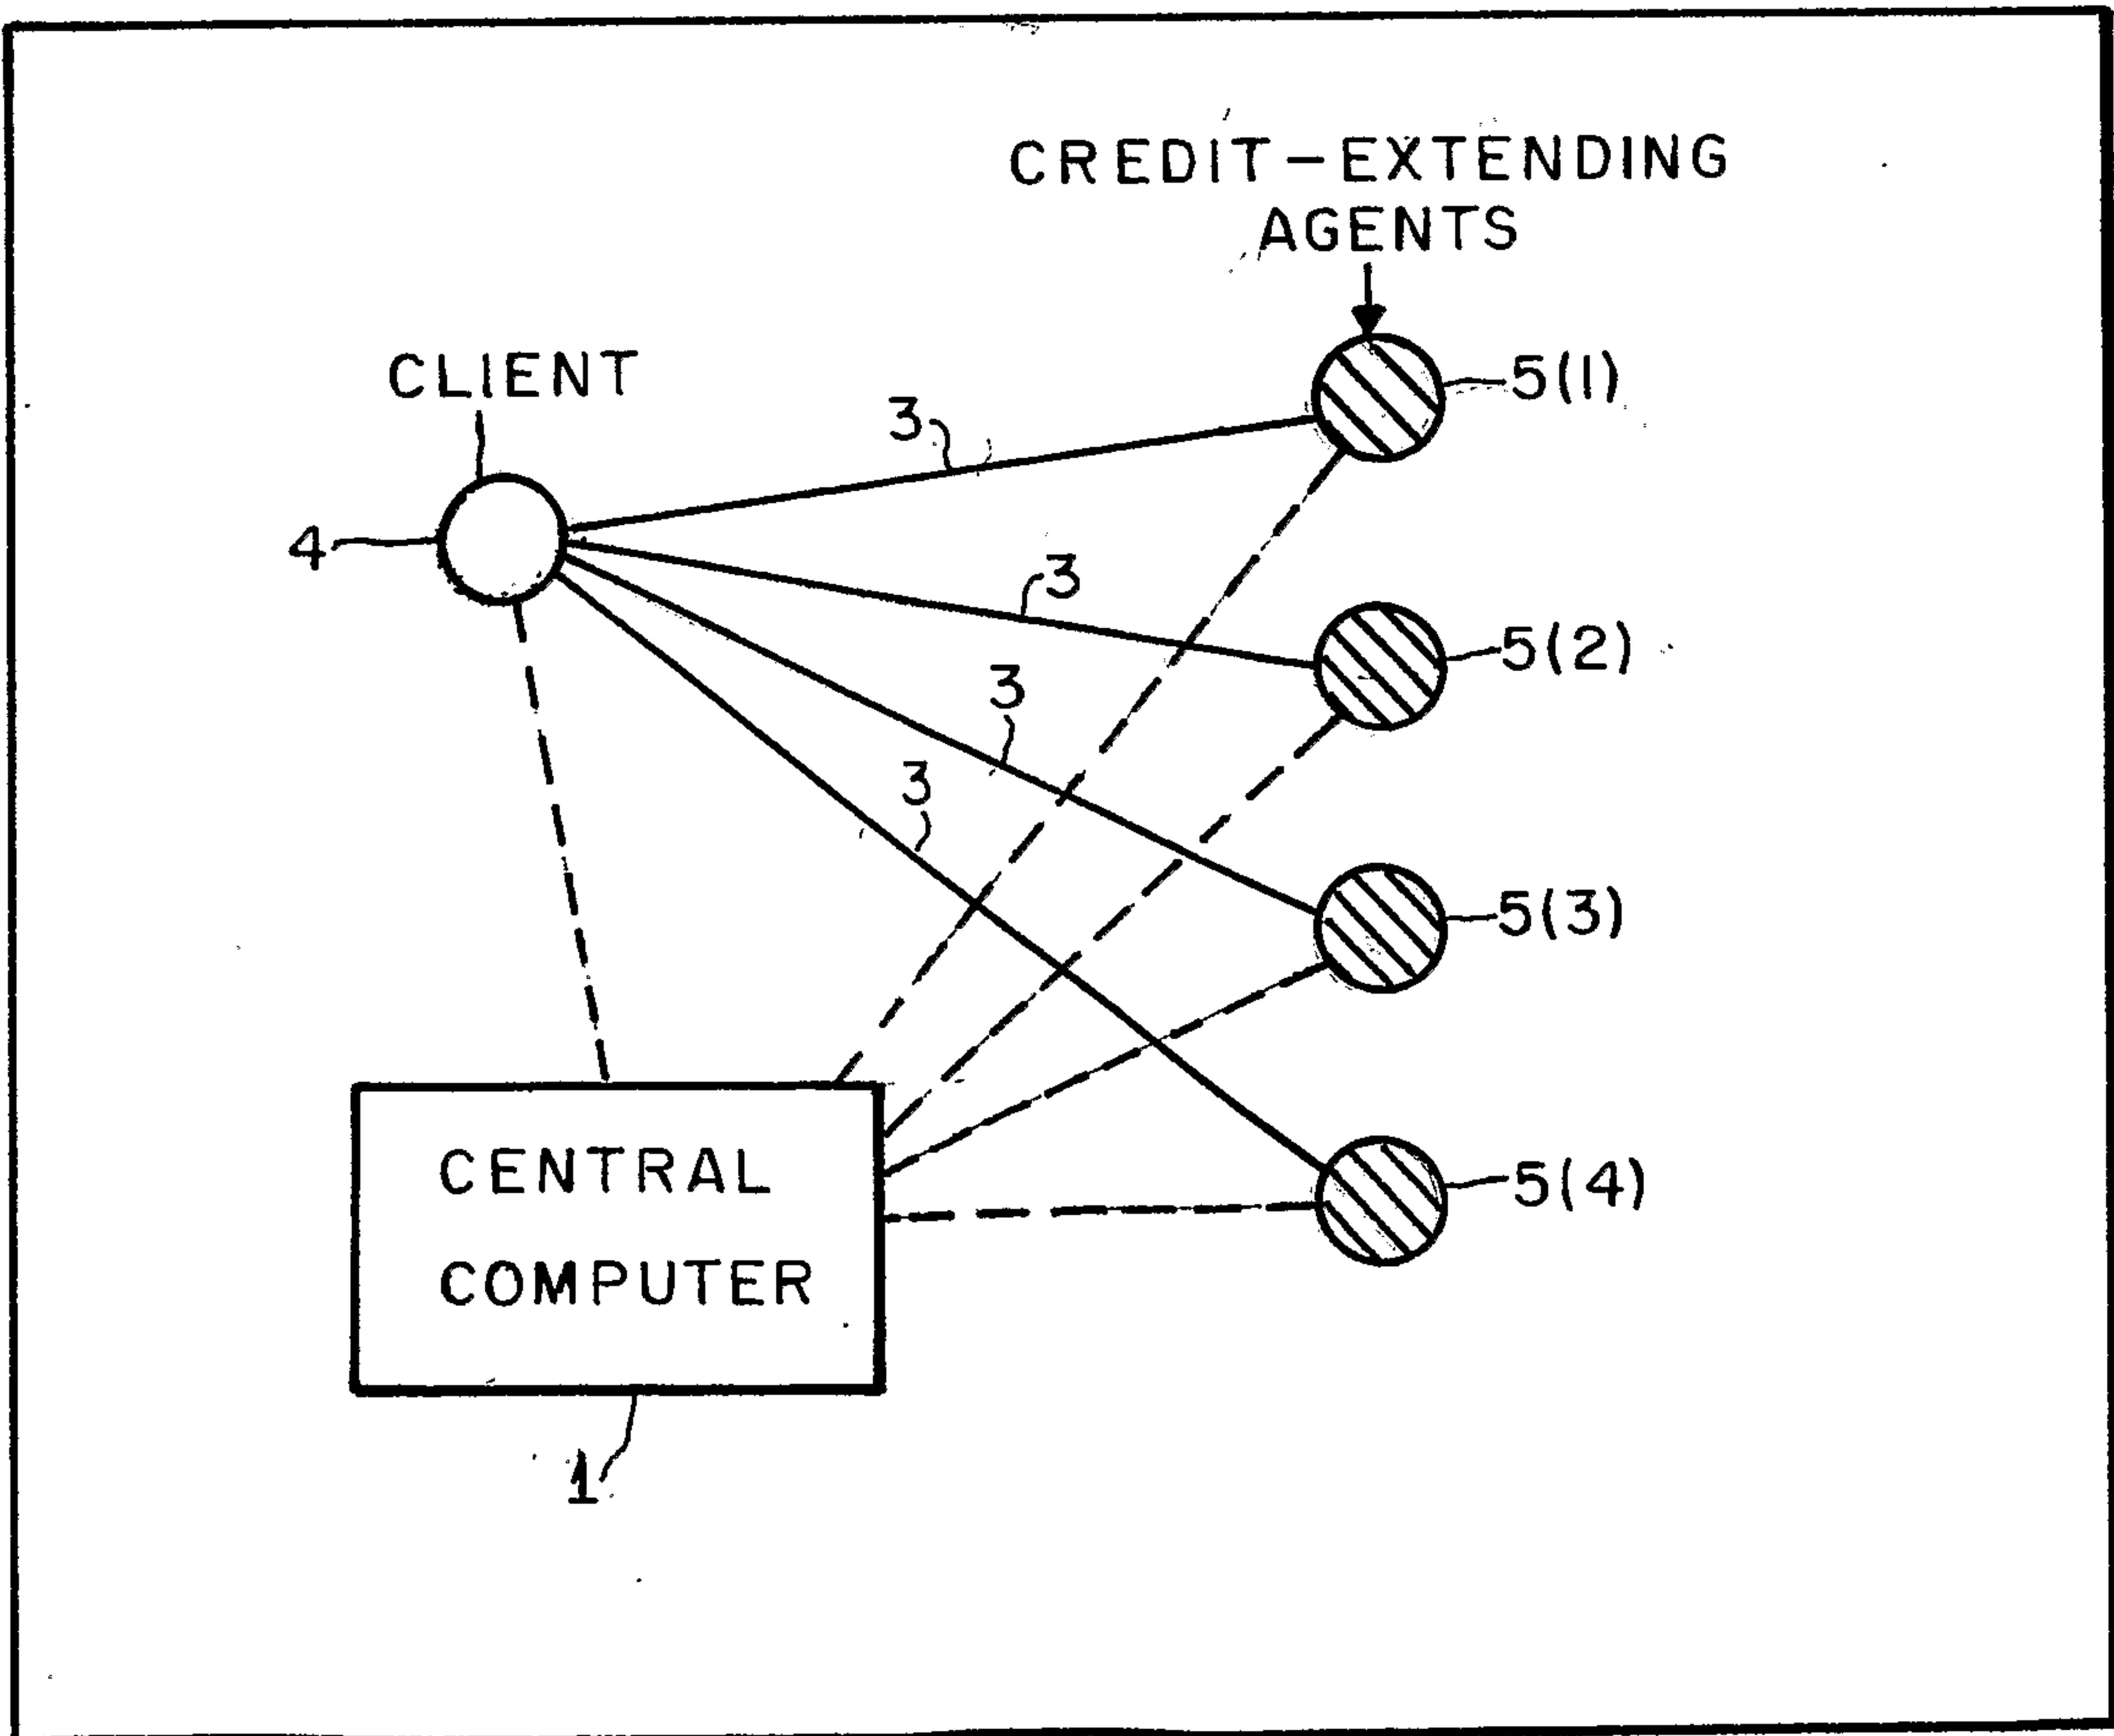 CREDIT-EXTENDING
AGENTS
CLIENT
5(1)
3
4
3
5(2)
3
3
5(3)
CENTRAL
COMPUTER
5(4)
1